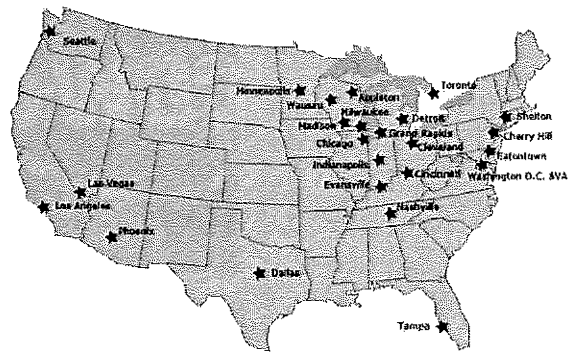 Seattle
Minneapolis
Wausau
Appleton
Toronto
Madison
Milwaukee
Detroit
Shelton
Chicago
Grand Rapids
Cleveland
Cherry Hill
Eatontown
Indianapolis
Cincinnati
Washington D.C. &VA
Evansville
Las Vegas
Los Angeles
Nashville
Phoenix
Dallas
Tampa